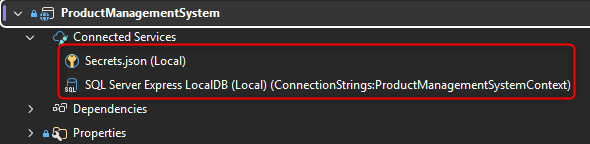 ProductManagementSystem
Connected Services
Secrets.json (Local)
SQL Server Express LocalDB (Local) (ConnectionStrings:ProductManagementSystemContext)
Dependencies
Properties